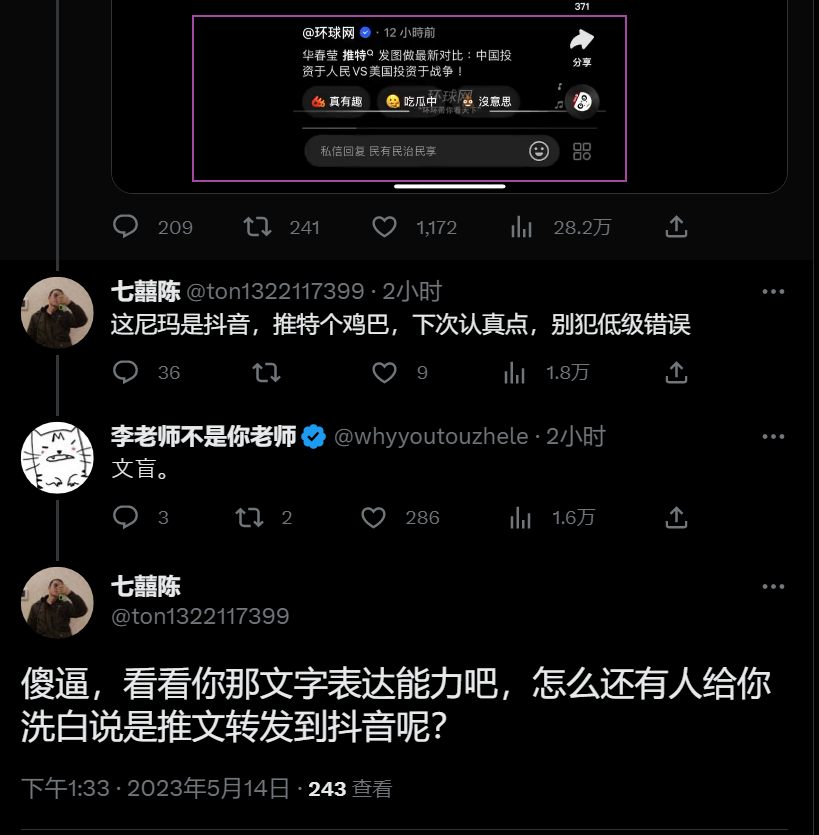 371
@环球网 · 12 小時前
华春莹 推特 发图做最新对比：中国投
资于人民VS美国投资于战争！
分享
真有趣
吃瓜中
没意思
环球网
私信回复 民有民治民享
209
241
1,172
28.2万
七囍陈 @ton1322117399 · 2小时
这尼玛是抖音，推特个鸡巴，下次认真点，别犯低级错误
36
9
1.8万
李老师不是你老师 @whyyoutouzhele · 2小时
文盲。
3
2
286
1.6万
七囍陈
@ton1322117399
傻逼，看看你那文字表达能力吧，怎么还有人给你
洗白说是推文转发到抖音呢？
下午1:33 · 2023年5月14日 · 243 查看